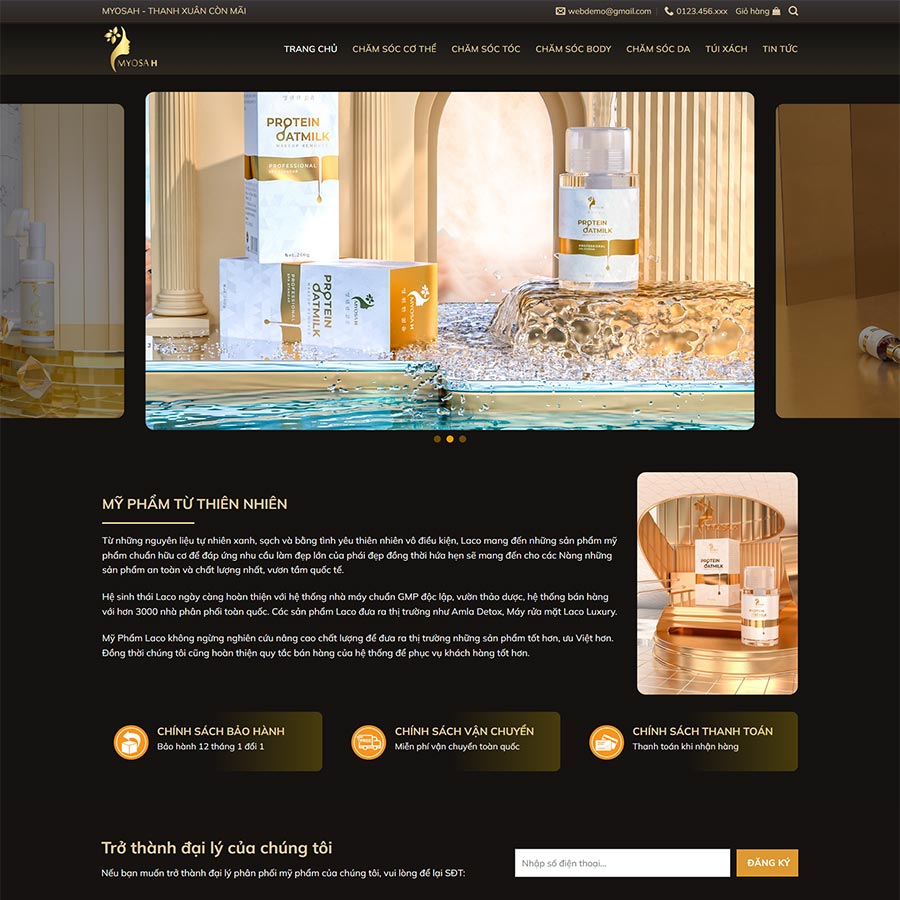 MYOSAH - THANH XUÂN CÒN MÃI
webdemo@gmail.com
0123.456.xxx
Giỏ hàng
MYOSAH
TRANG CHỦ
CHĂM SÓC CƠ THỂ
CHĂM SÓC TÓC
CHĂM SÓC BODY
CHĂM SÓC DA
TÚI XÁCH
TIN TỨC
PROTEIN
OATMILK
MAKEUP REMOVER
PROFESSIONAL
PROTEIN
OATMILK
PROFESSIONAL
MYOSAH
MYOSAH
PROTEIN
OATMILK
PROFESSIONAL
MỸ PHẨM TỪ THIÊN NHIÊN
Từ những nguyên liệu tự nhiên xanh, sạch và bằng tình yêu thiên nhiên vô điều kiện, Laco mang đến những sản phẩm mỹ
phẩm chuẩn hữu cơ để đáp ứng nhu cầu làm đẹp lớn của phái đẹp đồng thời hứa hẹn sẽ mang đến cho các Nàng những
sản phẩm an toàn và chất lượng nhất, vươn tầm quốc tế.
Hệ sinh thái Laco ngày càng hoàn thiện với hệ thống nhà máy chuẩn GMP độc lập, vườn thảo dược, hệ thống bán hàng
với hơn 3000 nhà phân phối toàn quốc. Các sản phẩm Laco đưa ra thị trường như Amla Detox, Máy rửa mặt Laco Luxury.
Mỹ Phẩm Laco không ngừng nghiên cứu nâng cao chất lượng để đưa ra thị trường những sản phẩm tốt hơn, ưu Việt hơn.
Đồng thời chúng tôi cũng hoàn thiện quy tắc bán hàng của hệ thống để phục vụ khách hàng tốt hơn.
PROTEIN
OATMILK
PROTEIN
OATMILK
CHÍNH SÁCH BẢO HÀNH
Bảo hành 12 tháng 1 đổi 1
CHÍNH SÁCH VẬN CHUYỂN
Miễn phí vận chuyển toàn quốc
CHÍNH SÁCH THANH TOÁN
Thanh toán khi nhận hàng
Trở thành đại lý của chúng tôi
Nếu bạn muốn trở thành đại lý phân phối mỹ phẩm của chúng tôi, vui lòng để lại SĐT:
Nhập số điện thoại...
ĐĂNG KÝ